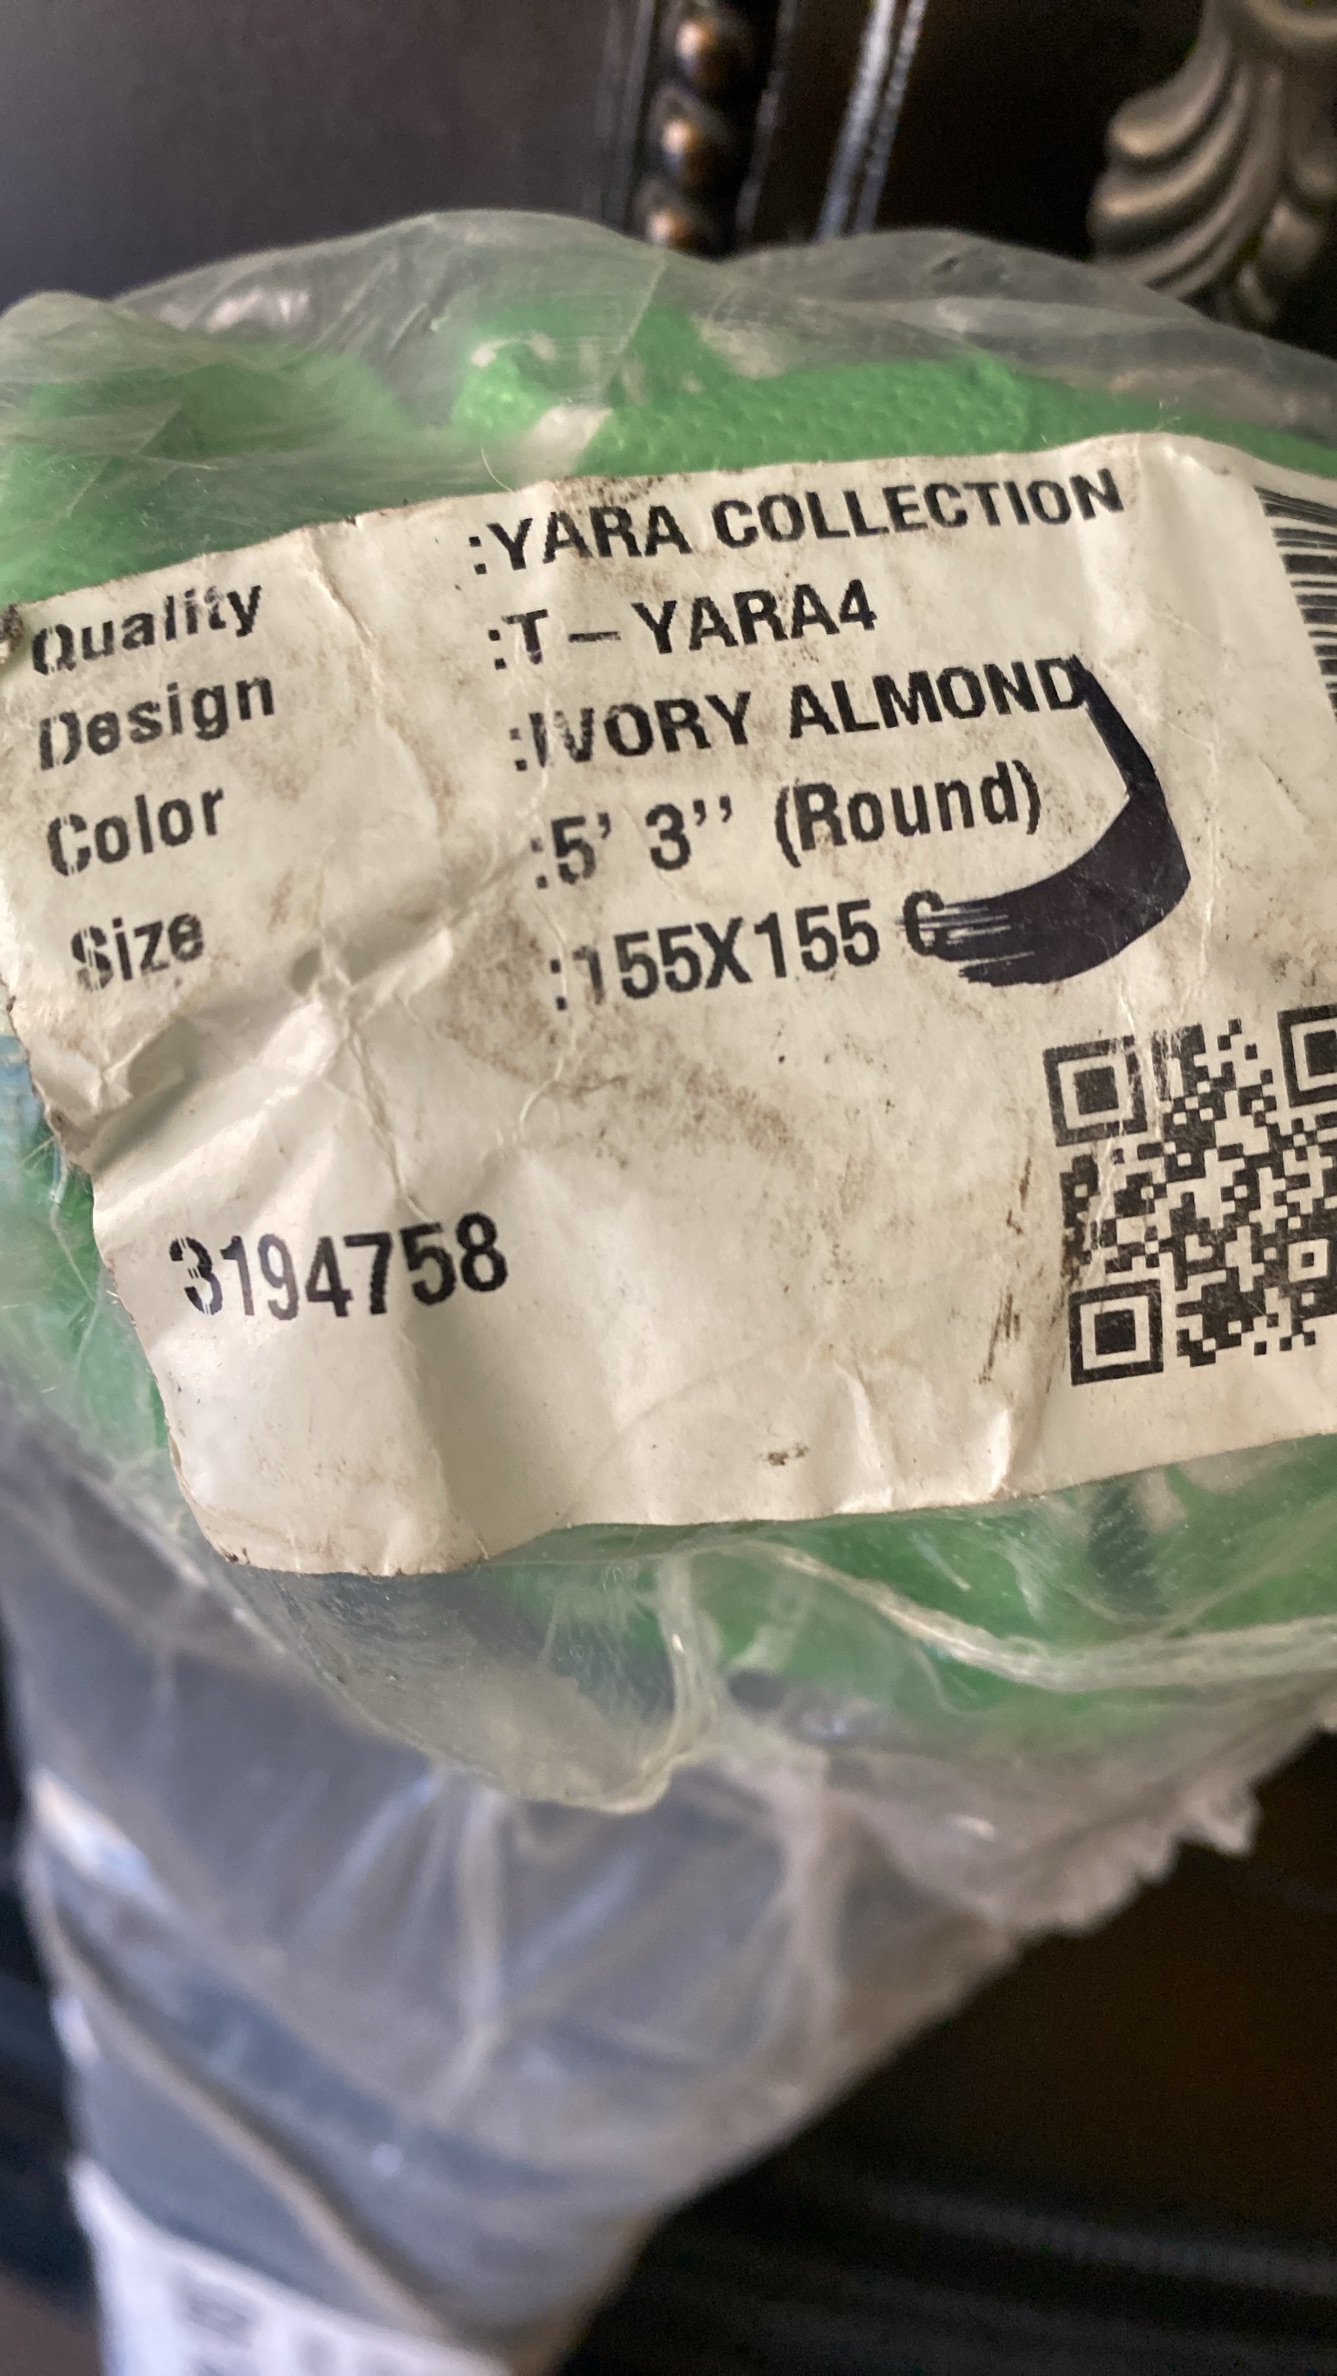 Quality :YARA COLLECTION
Design :T – YARA4
Color :IVORY ALMOND
Size :5' 3'' (Round)
:155X155 C
3194758